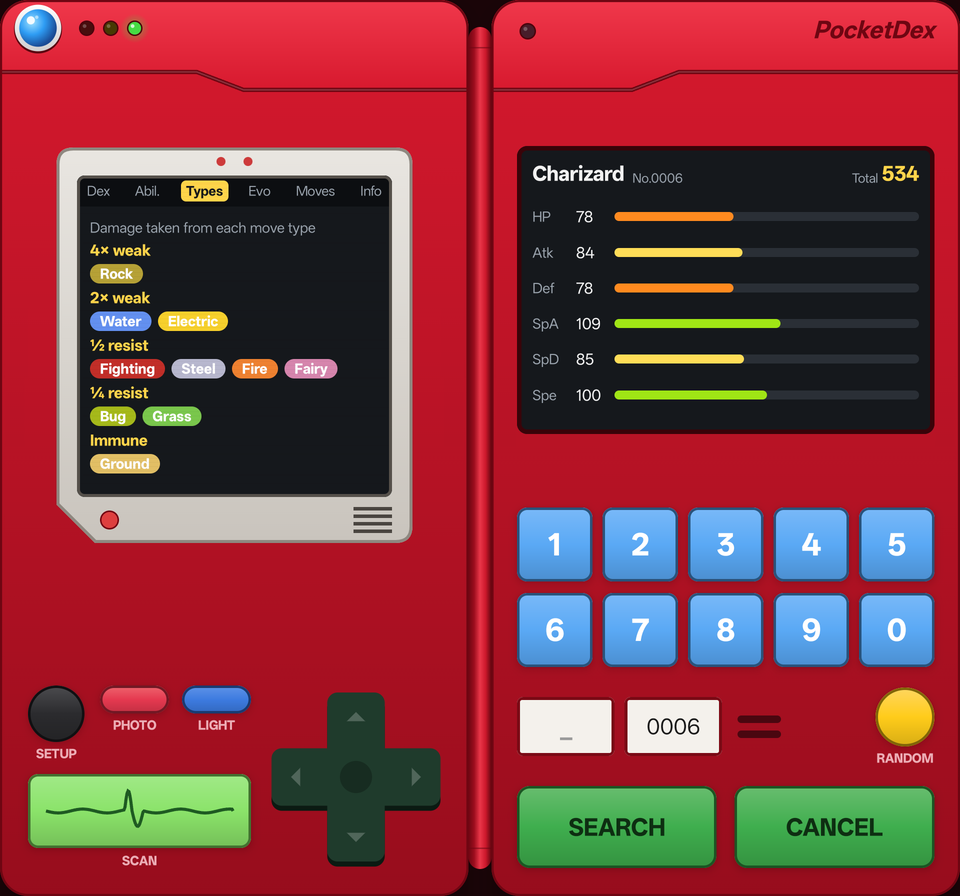 PocketDex
Dex Abil. Types Evo Moves Info
Damage taken from each move type
4× weak
Rock
2× weak
Water Electric
½ resist
Fighting Steel Fire Fairy
¼ resist
Bug Grass
Immune
Ground
Charizard No.0006 Total 534
HP 78
Atk 84
Def 78
SpA 109
SpD 85
Spe 100
1 2 3 4 5
6 7 8 9 0
_ 0006
RANDOM
SEARCH CANCEL
PHOTO LIGHT
SETUP
SCAN